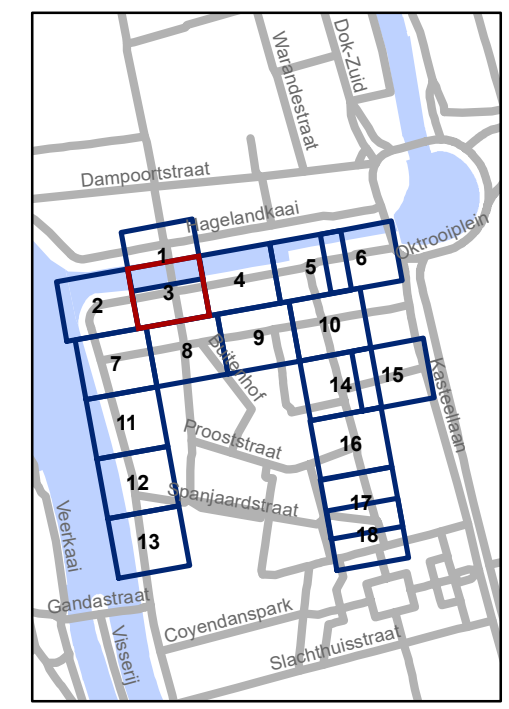 Warandestraat
Dok-Zuid
Dampoortstraat
Hagelandkaai
Oktrooiplein
1
2
3
4
5
6
7
8
9
10
Buitenhof
Kasteellaan
11
14
15
Prooststraat
16
12
Spanjaardstraat
17
13
18
Veerkaai
Gandastraat
Visserij
Coyendanspark
Slachthuisstraat